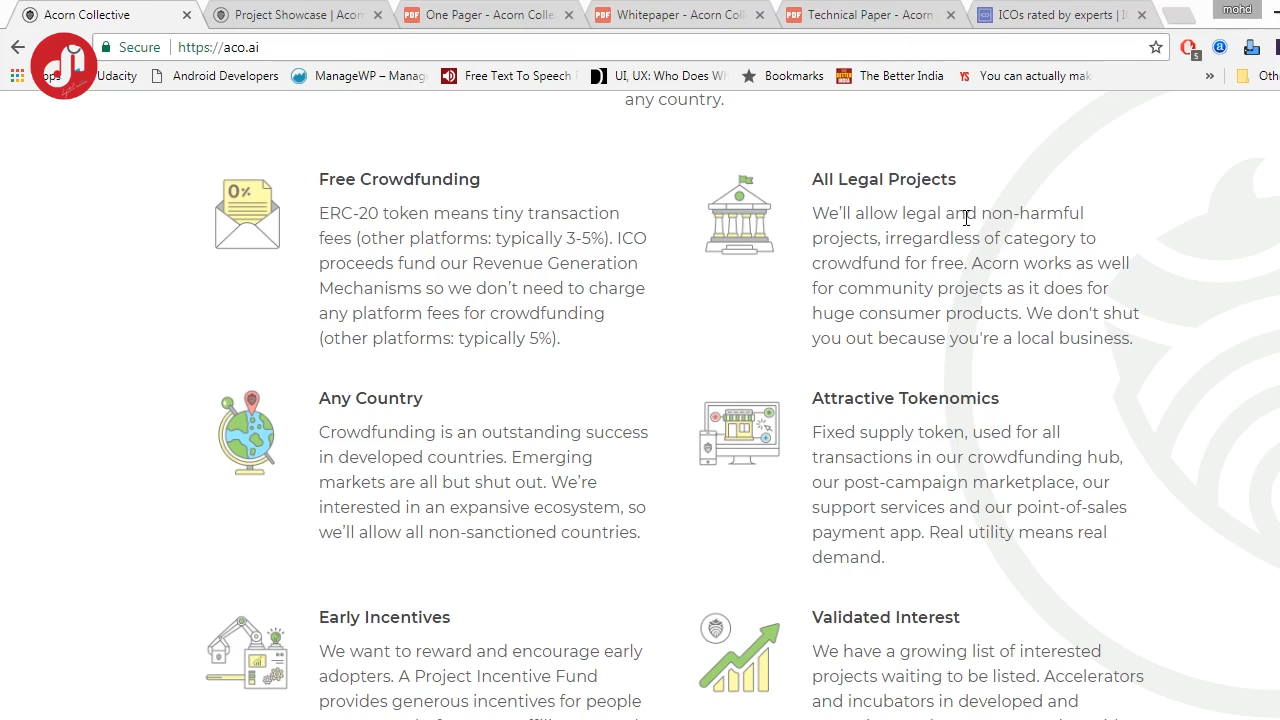 Acorn Collective
Project Showcase | Acorn
One Pager - Acorn Colle
Whitepaper - Acorn Coll
Technical Paper - Acorn
ICOs rated by experts |
mohd
Secure
https://aco.ai
5
Udacity
Android Developers
ManageWP – Manag
Free Text To Speech
UI, UX: Who Does W
Bookmarks
The Better India
You can actually mak
»
Oth
any country.
Free Crowdfunding
ERC-20 token means tiny transaction
fees (other platforms: typically 3-5%). ICO
proceeds fund our Revenue Generation
Mechanisms so we don’t need to charge
any platform fees for crowdfunding
(other platforms: typically 5%).
0%
All Legal Projects
We’ll allow legal and non-harmful
projects, irregardless of category to
crowdfund for free. Acorn works as well
for community projects as it does for
huge consumer products. We don't shut
you out because you're a local business.
Any Country
Crowdfunding is an outstanding success
in developed countries. Emerging
markets are all but shut out. We’re
interested in an expansive ecosystem, so
we’ll allow all non-sanctioned countries.
Attractive Tokenomics
Fixed supply token, used for all
transactions in our crowdfunding hub,
our post-campaign marketplace, our
support services and our point-of-sales
payment app. Real utility means real
demand.
Early Incentives
We want to reward and encourage early
adopters. A Project Incentive Fund
provides generous incentives for people
Validated Interest
We have a growing list of interested
projects waiting to be listed. Accelerators
and incubators in developed and